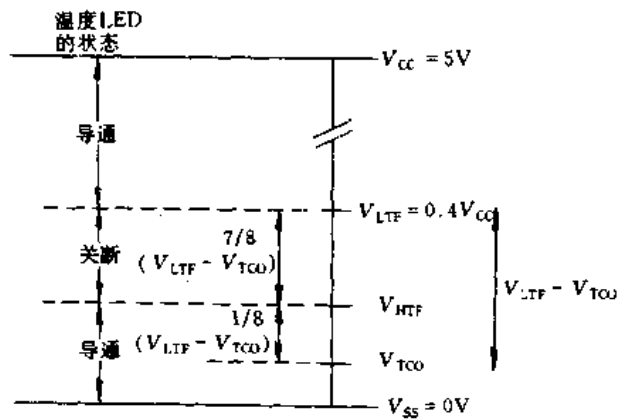 温度LED
的状态
V_CC = 5V
导通
V_LTF = 0.4V_CC
7/8
关断
(V_LTF - V_TCO)
V_LTF - V_TCO
V_HTF
1/8
导通
(V_LTF - V_TCO)
V_TCO
V_SS = 0V